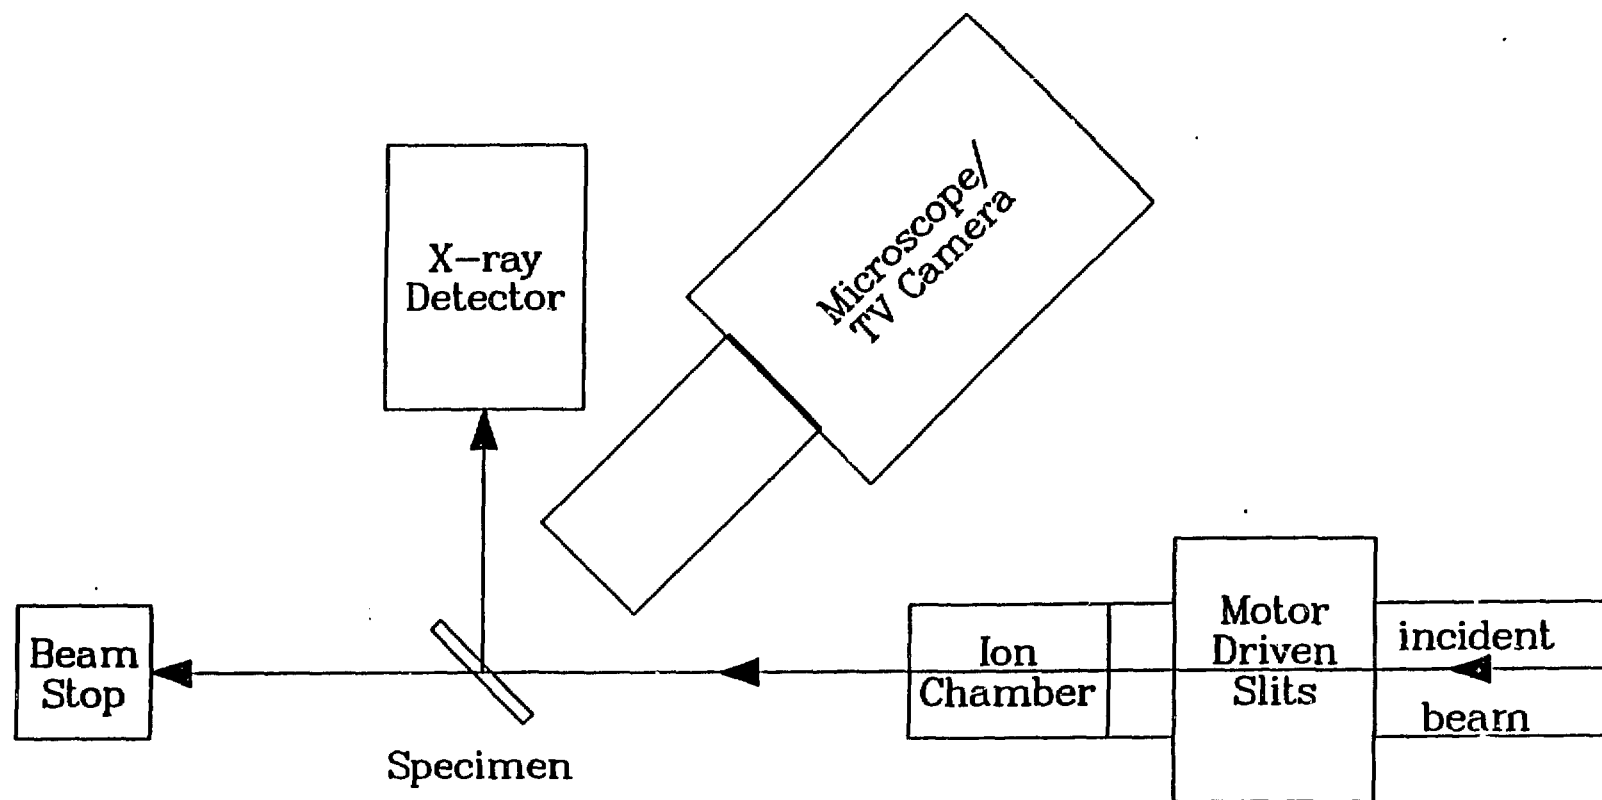 Microscope/
TV Camera
X-ray
Detector
Beam
Stop
Specimen
Ion
Chamber
Motor
Driven
Slits
incident
beam